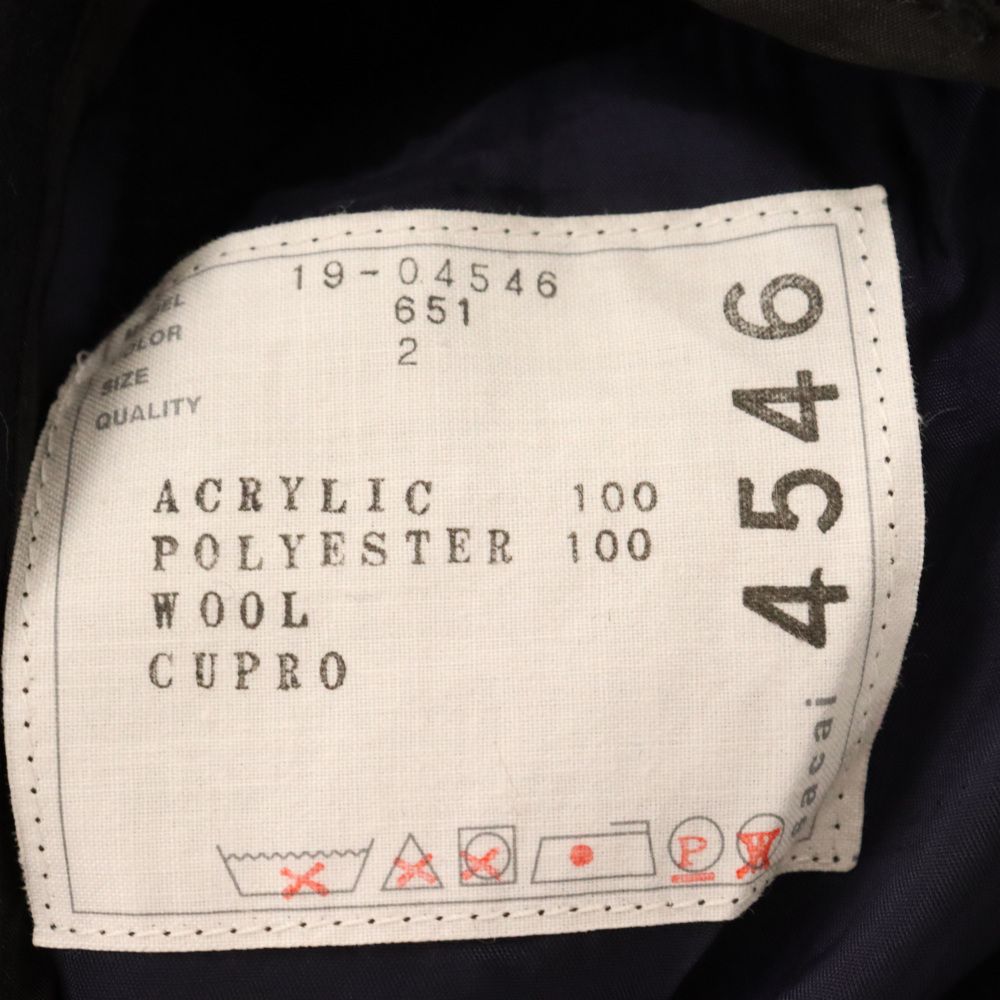 MODEL 19-04546
COLOR 651
SIZE 2
QUALITY
ACRYLIC 100
POLYESTER 100
WOOL
CUPRO
4546
sacai
P W